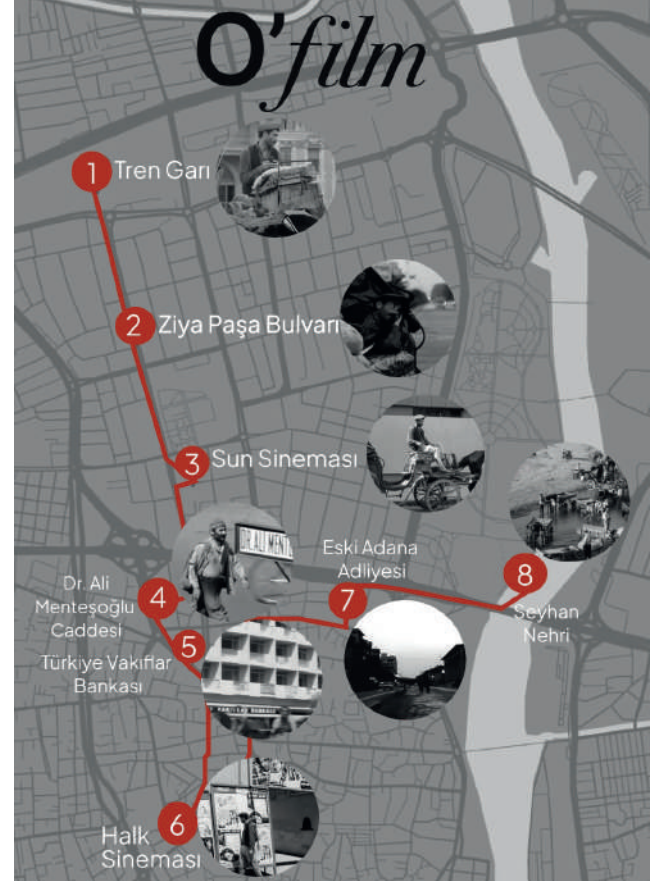 O'film
1 Tren Garı
2 Ziya Paşa Bulvarı
3 Sun Sineması
DR. ALİ MENT
4
Dr. Ali
Menteşoğlu
Caddesi
5
Türkiye Vakıflar
Bankası
6
Halk
Sineması
Eski Adana
Adliyesi
7
8
Seyhan
Nehri